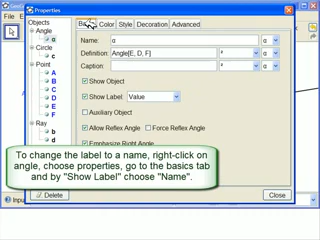 Properties
Objects
Angle
α
Circle
c
Point
A
B
C
D
E
F
Ray
b
d
Basic Color Style Decoration Advanced
Name: α α
Definition: Angle[E, D, F] ° α
Caption: α
Show Object
Show Label: Value
Auxiliary Object
Allow Reflex Angle Force Reflex Angle
Emphasize Right Angle
To change the label to a name, right-click on
angle, choose properties, go to the basics tab
and by "Show Label" choose "Name".
Delete Close